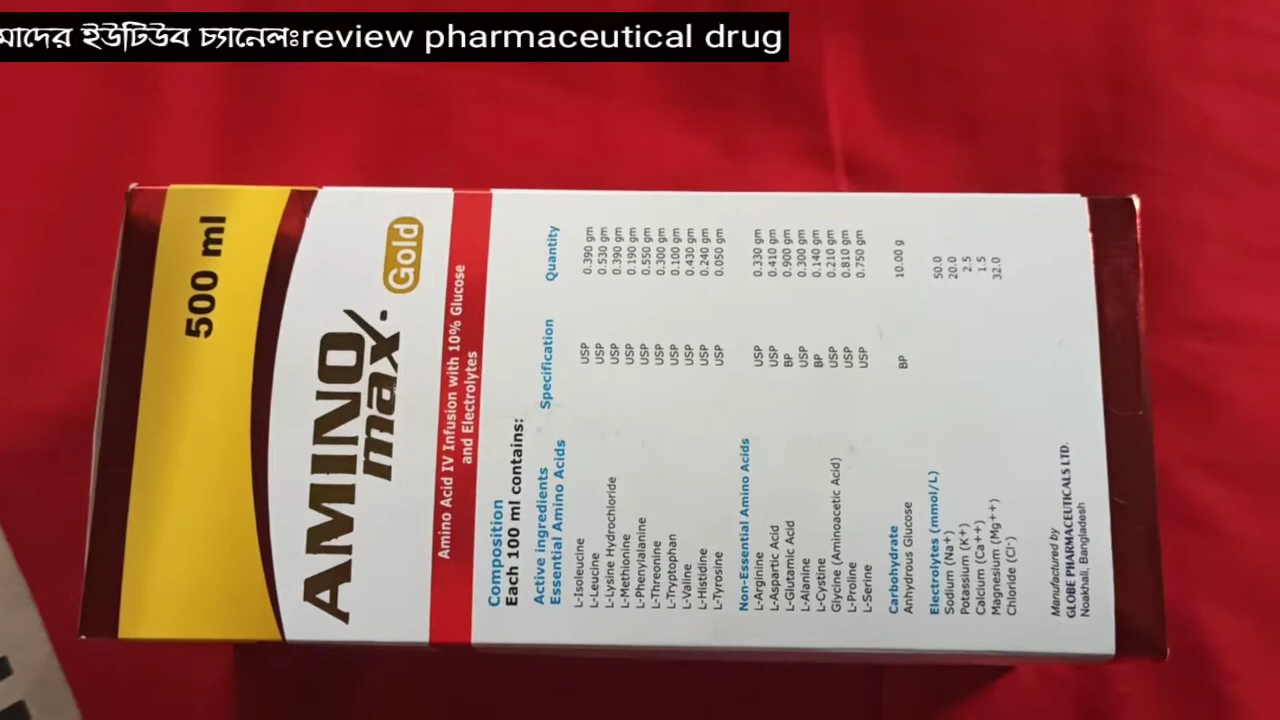 মাদের ইউটিউব চ্যানেলঃreview pharmaceutical drug
500 ml
AMINO
max
Gold
Amino Acid IV Infusion with 10% Glucose
and Electrolytes
Composition
Each 100 ml contains:
Active ingredients Specification Quantity
Essential Amino Acids
L-Isoleucine USP 0.390 gm
L-Leucine USP 0.530 gm
L-Lysine Hydrochloride USP 0.390 gm
L-Methionine USP 0.190 gm
L-Phenylalanine USP 0.550 gm
L-Threonine USP 0.300 gm
L-Tryptophan USP 0.100 gm
L-Valine USP 0.430 gm
L-Histidine USP 0.240 gm
L-Tyrosine USP 0.050 gm
Non-Essential Amino Acids
L-Arginine USP 0.330 gm
L-Aspartic Acid USP 0.410 gm
L-Glutamic Acid BP 0.900 gm
L-Alanine USP 0.300 gm
L-Cystine BP 0.140 gm
Glycine (Aminoacetic Acid) USP 0.210 gm
L-Proline USP 0.810 gm
L-Serine USP 0.750 gm
Carbohydrate
Anhydrous Glucose BP 10.00 g
Electrolytes (mmol/L)
Sodium (Na+) 50.0
Potassium (K+) 20.0
Calcium (Ca++) 2.5
Magnesium (Mg++) 1.5
Chloride (Cl-) 32.0
Manufactured by
GLOBE PHARMACEUTICALS LTD.
Noakhali, Bangladesh